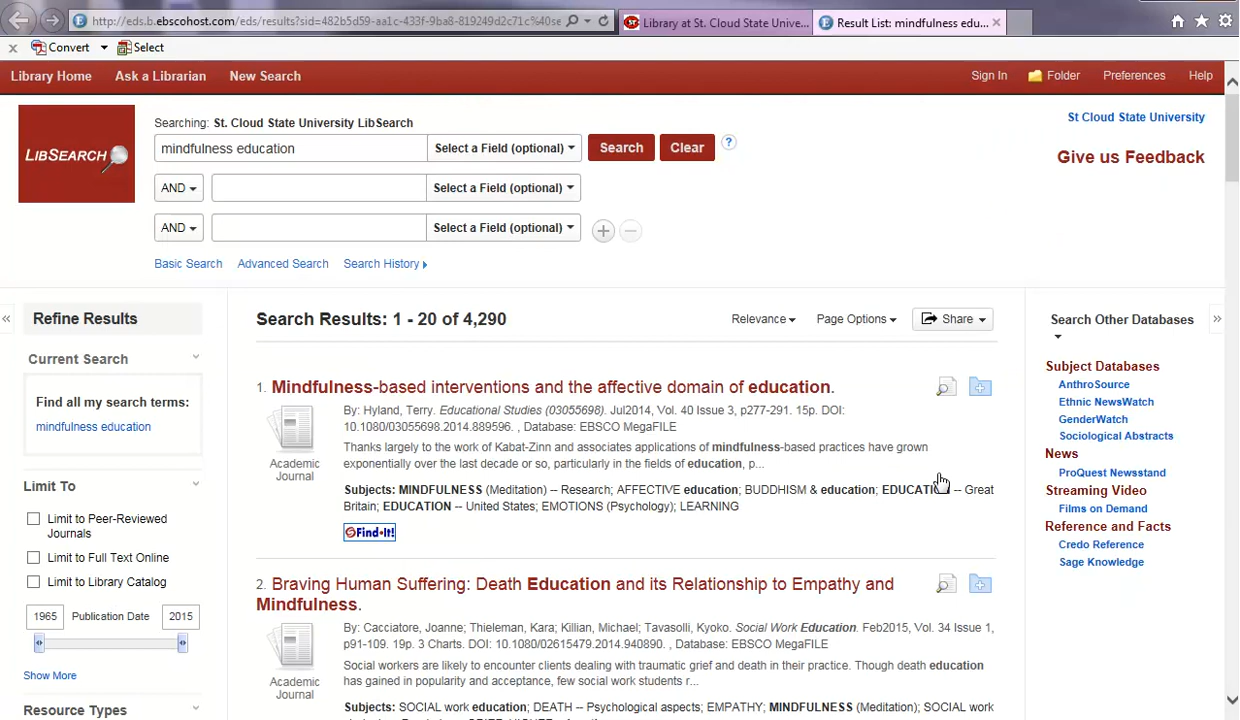 http://eds.b.ebscohost.com/eds/results?sid=482b5d59-aa1c-433f-9ba8-819249d2c71c%40se
Library at St. Cloud State Unive...
Result List: mindfulness edu...
Convert
Select
Library Home
Ask a Librarian
New Search
Sign In
Folder
Preferences
Help
LIBSEARCH
Searching: St. Cloud State University LibSearch
St Cloud State University
mindfulness education
Select a Field (optional)
Search
Clear
?
Give us Feedback
AND
Select a Field (optional)
AND
Select a Field (optional)
Basic Search
Advanced Search
Search History
Refine Results
Current Search
Find all my search terms:
mindfulness education
Limit To
Limit to Peer-Reviewed
Journals
Limit to Full Text Online
Limit to Library Catalog
1965
Publication Date
2015
Show More
Resource Types
Search Results: 1 - 20 of 4,290
Relevance
Page Options
Share
1. Mindfulness-based interventions and the affective domain of education.
Academic
Journal
By: Hyland, Terry. Educational Studies (03055698). Jul2014, Vol. 40 Issue 3, p277-291. 15p. DOI:
10.1080/03055698.2014.889596. , Database: EBSCO MegaFILE
Thanks largely to the work of Kabat-Zinn and associates applications of mindfulness-based practices have grown
exponentially over the last decade or so, particularly in the fields of education, p...
Subjects: MINDFULNESS (Meditation) -- Research; AFFECTIVE education; BUDDHISM & education; EDUCATION -- Great
Britain; EDUCATION -- United States; EMOTIONS (Psychology); LEARNING
Find It!
2. Braving Human Suffering: Death Education and its Relationship to Empathy and
Mindfulness.
Academic
Journal
By: Cacciatore, Joanne; Thieleman, Kara; Killian, Michael; Tavasolli, Kyoko. Social Work Education. Feb2015, Vol. 34 Issue 1,
p91-109. 19p. 3 Charts. DOI: 10.1080/02615479.2014.940890. , Database: EBSCO MegaFILE
Social workers are likely to encounter clients dealing with traumatic grief and death in their practice. Though death education
has gained in popularity and acceptance, few social work students r...
Subjects: SOCIAL work education; DEATH -- Psychological aspects; EMPATHY; MINDFULNESS (Meditation); SOCIAL work
Search Other Databases
Subject Databases
AnthroSource
Ethnic NewsWatch
GenderWatch
Sociological Abstracts
News
ProQuest Newsstand
Streaming Video
Films on Demand
Reference and Facts
Credo Reference
Sage Knowledge